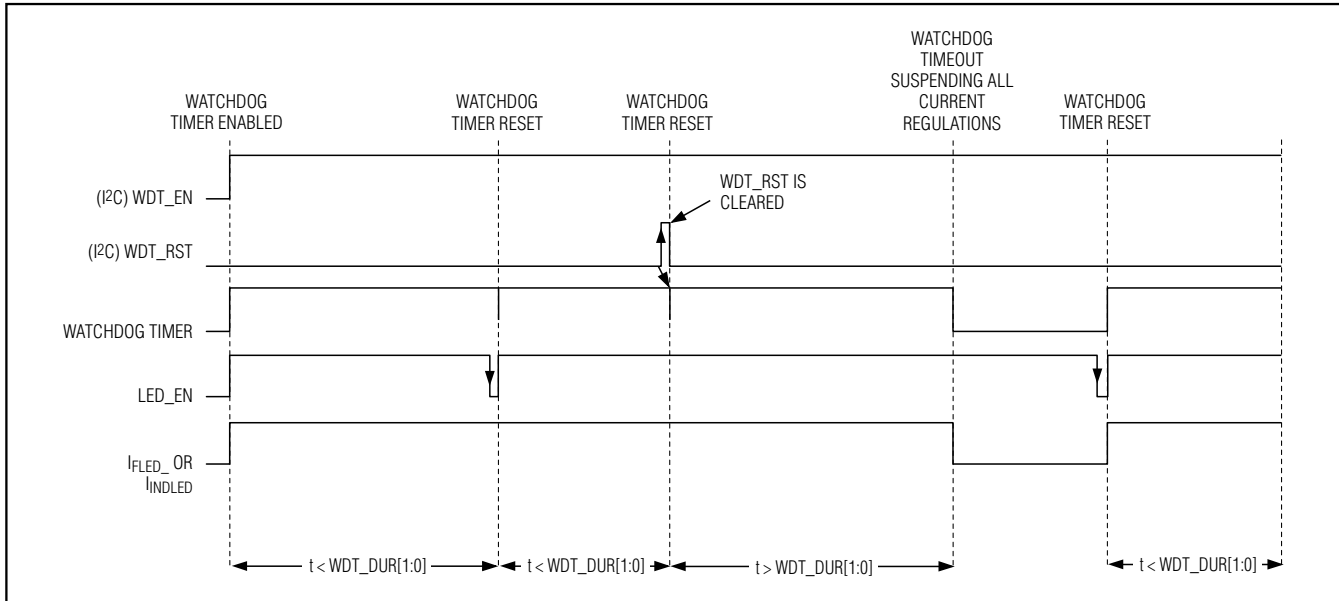 WATCHDOG
TIMER ENABLED
WATCHDOG
TIMER RESET
WATCHDOG
TIMER RESET
WATCHDOG
TIMEOUT
SUSPENDING ALL
CURRENT
REGULATIONS
WATCHDOG
TIMER RESET
(I²C) WDT_EN
WDT_RST IS
CLEARED
(I²C) WDT_RST
WATCHDOG TIMER
LED_EN
IFLED_ OR
IINDLED
t < WDT_DUR[1:0]
t < WDT_DUR[1:0]
t > WDT_DUR[1:0]
t < WDT_DUR[1:0]